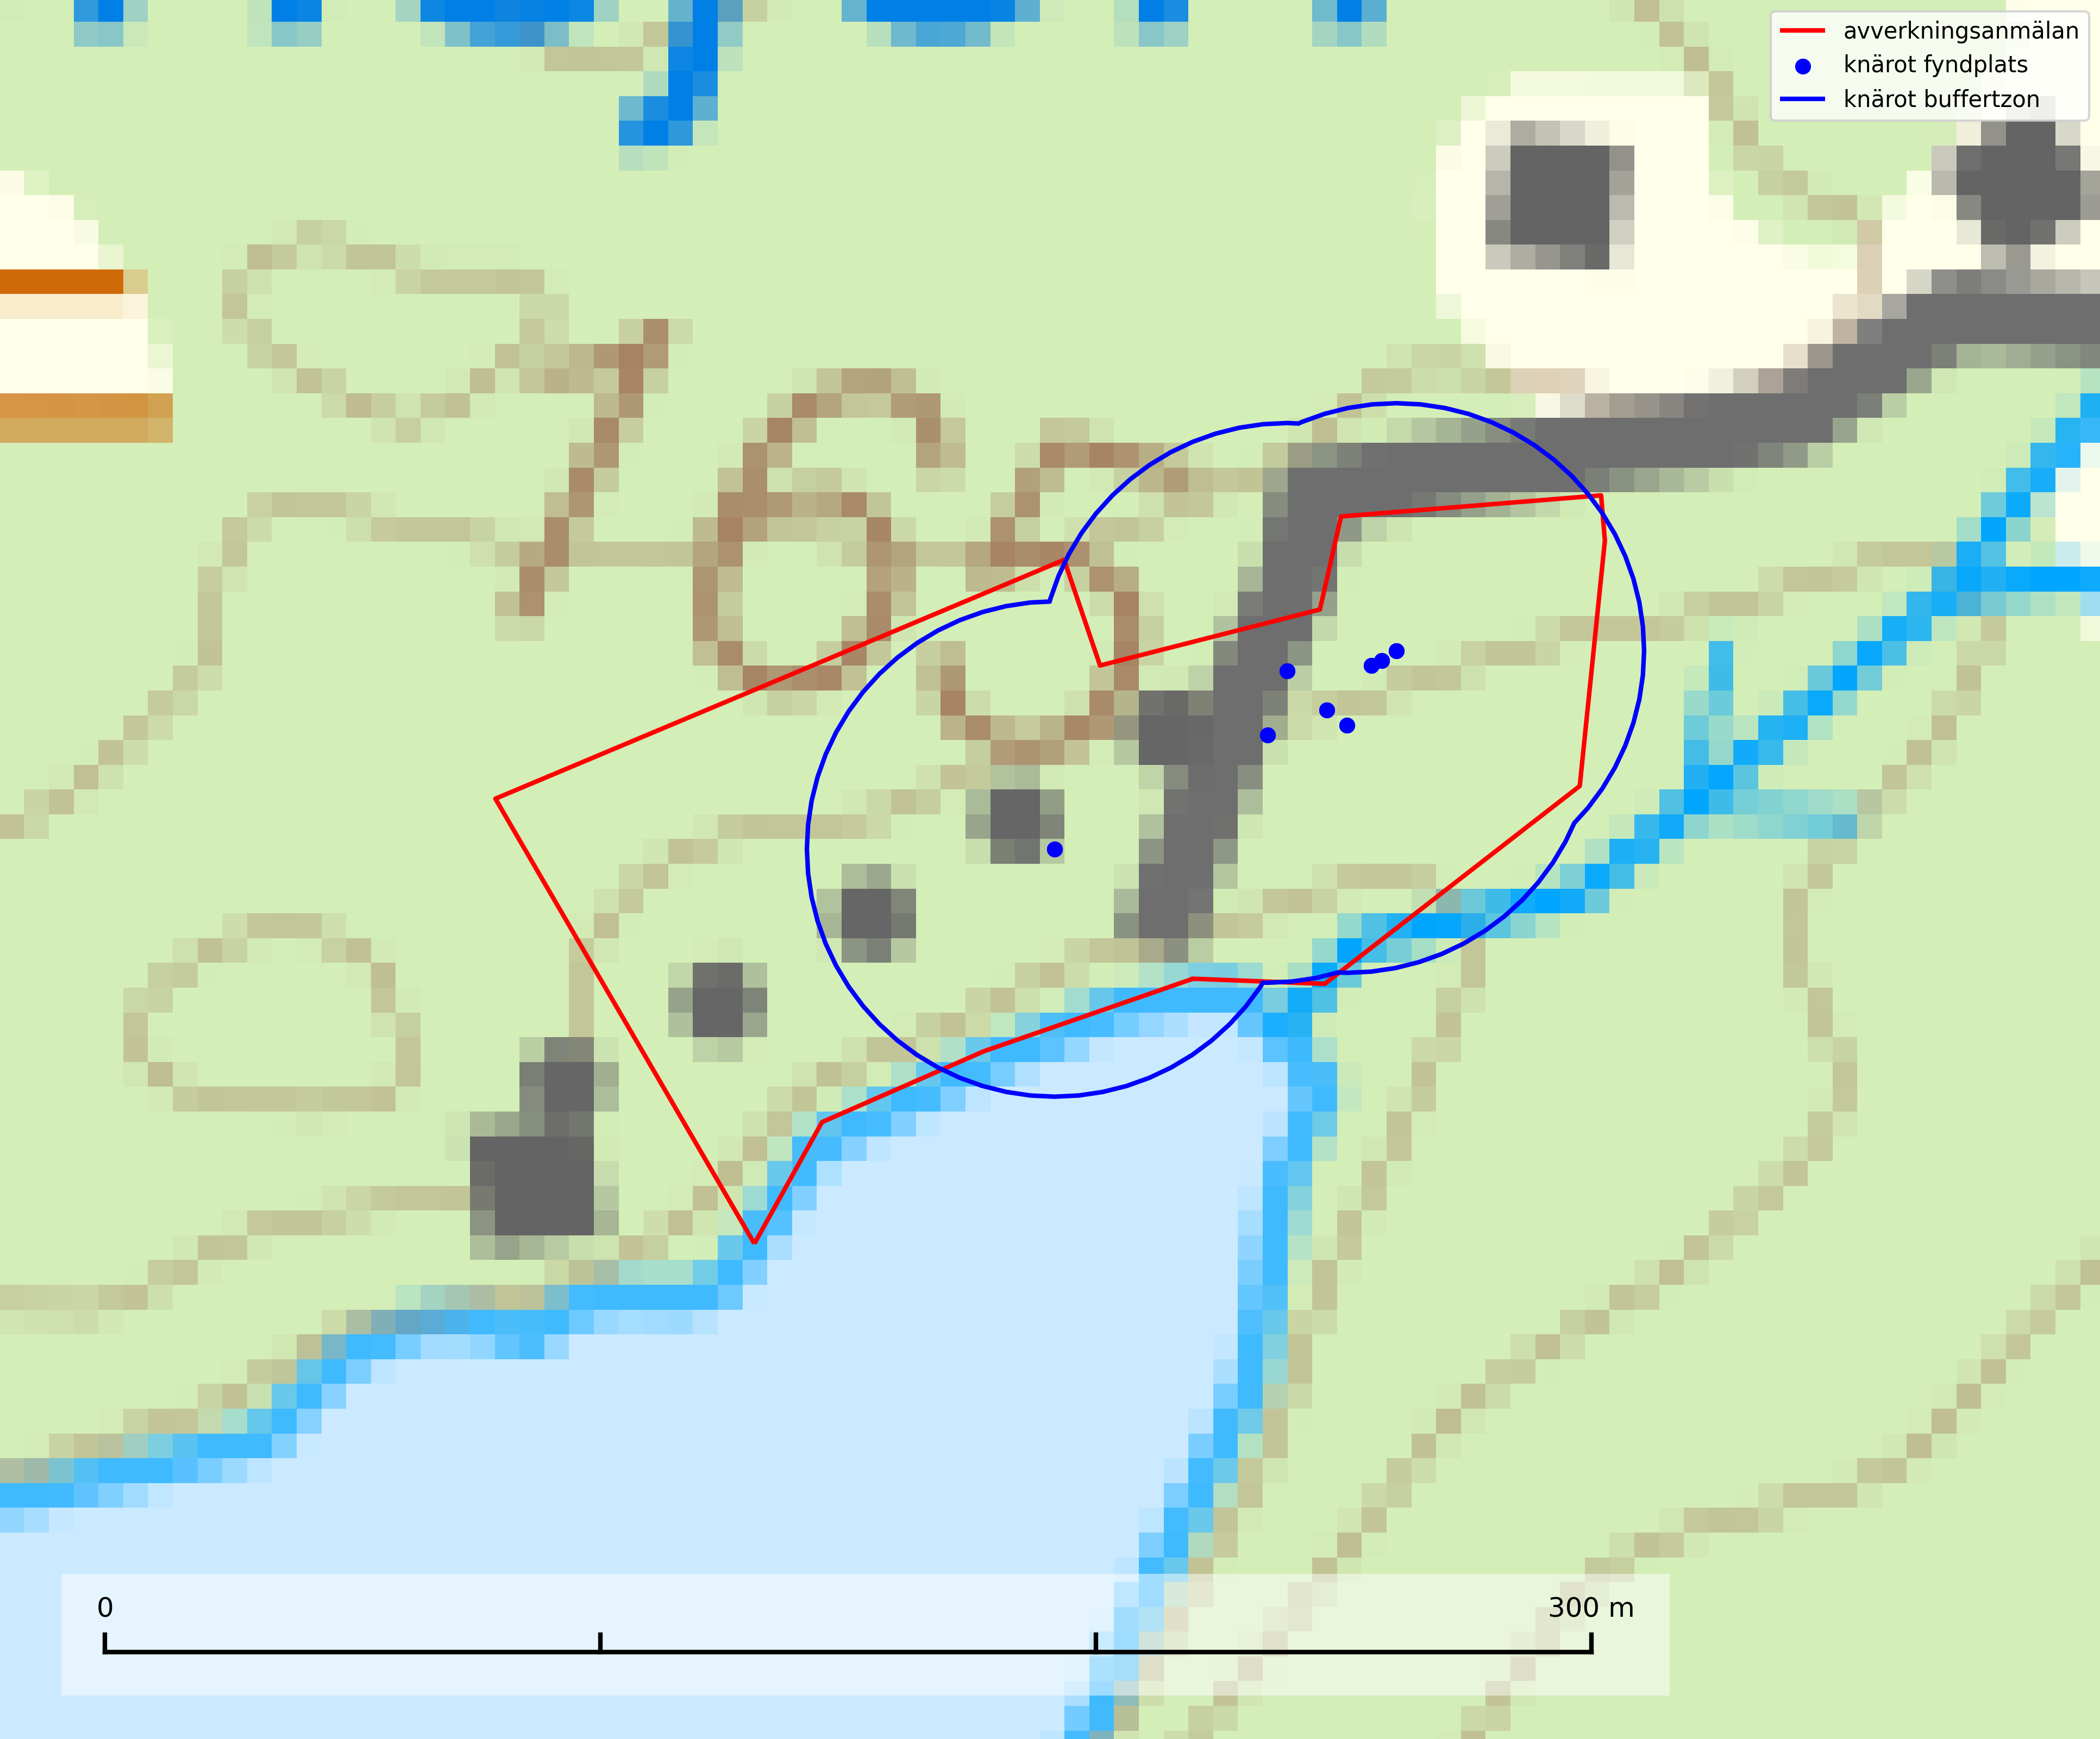 avverkningsanmälan
knärot fyndplats
knärot buffertzon
0 300 m